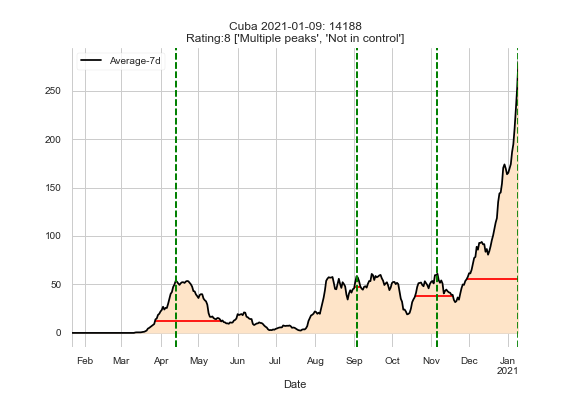 Cuba 2021-01-09: 14188
Rating:8 ['Multiple peaks', 'Not in control']
Average-7d
250
200
150
100
50
0
Feb Mar Apr May Jun Jul Aug Sep Oct Nov Dec Jan
2021
Date